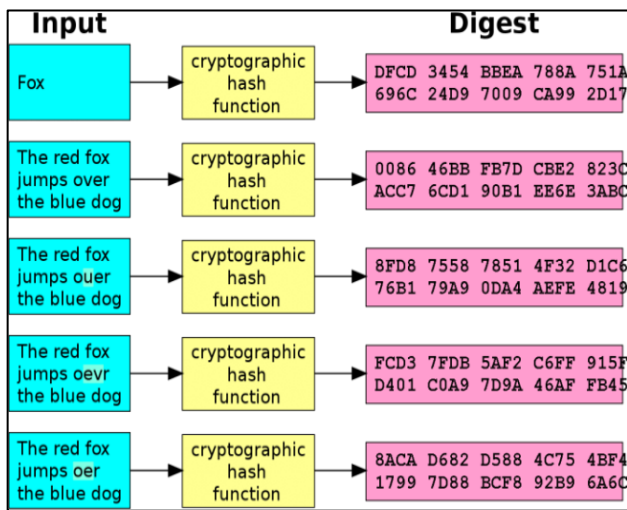 Input
Digest
Fox
cryptographic
hash
function
DFCD 3454 BBEA 788A 751A
696C 24D9 7009 CA99 2D17
The red fox
jumps over
the blue dog
cryptographic
hash
function
0086 46BB FB7D CBE2 823C
ACC7 6CD1 90B1 EE6E 3ABC
The red fox
jumps ouer
the blue dog
cryptographic
hash
function
8FD8 7558 7851 4F32 D1C6
76B1 79A9 0DA4 AEFE 4819
The red fox
jumps oevr
the blue dog
cryptographic
hash
function
FCD3 7FDB 5AF2 C6FF 915F
D401 C0A9 7D9A 46AF FB45
The red fox
jumps oer
the blue dog
cryptographic
hash
function
8ACA D682 D588 4C75 4BF4
1799 7D88 BCF8 92B9 6A6C